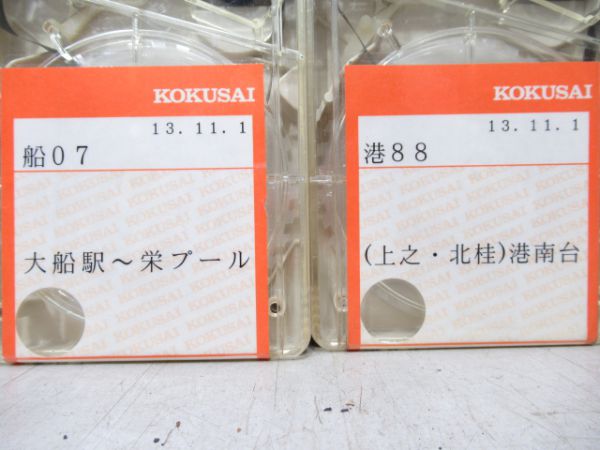 KOKUSAI
13.11.1
船07
大船駅～栄プール
KOKUSAI
13.11.1
港88
(上之・北桂)港南台